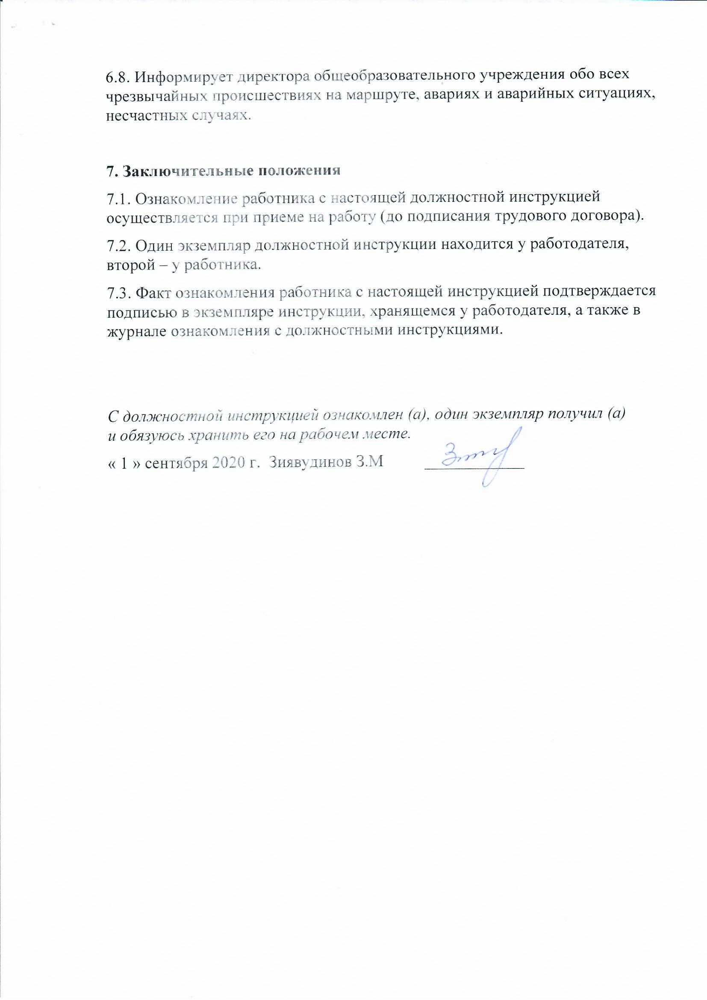 6.8. Информирует директора общеобразовательного учреждения обо всех
чрезвычайных происшествиях на маршруте, авариях и аварийных ситуациях,
несчастных случаях.
7. Заключительные положения
7.1. Ознакомление работника с настоящей должностной инструкцией
осуществляется при приеме на работу (до подписания трудового договора).
7.2. Один экземпляр должностной инструкции находится у работодателя,
второй – у работника.
7.3. Факт ознакомления работника с настоящей инструкцией подтверждается
подписью в экземпляре инструкции, хранящемся у работодателя, а также в
журнале ознакомления с должностными инструкциями.
С должностной инструкцией ознакомлен (а), один экземпляр получил (а)
и обязуюсь хранить его на рабочем месте.
« 1 » сентября 2020 г. Зиявудинов З.М